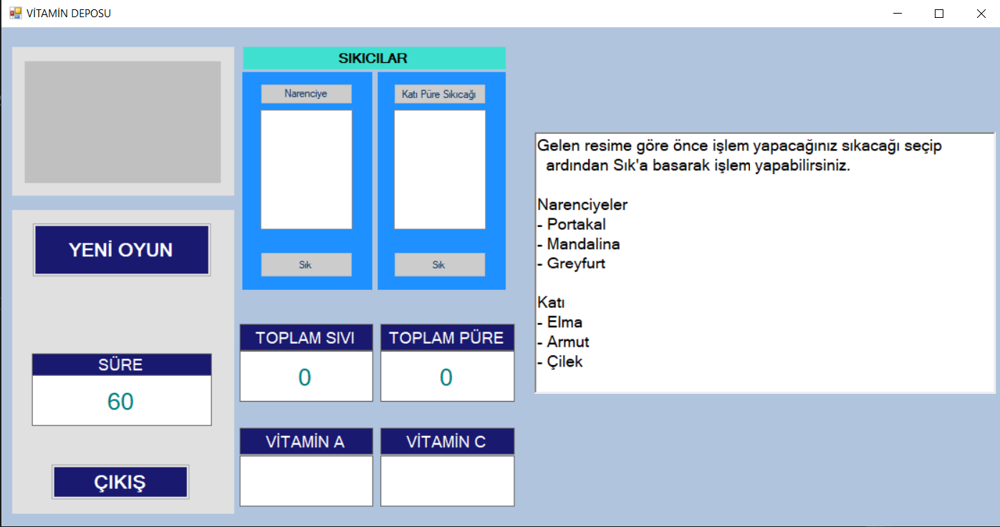 VİTAMİN DEPOSU
SIKICILAR
Narenciye
Katı Püre Sıkıcağı
Sık
Sık
YENİ OYUN
SÜRE
60
ÇIKIŞ
TOPLAM SIVI
0
TOPLAM PÜRE
0
VİTAMİN A
VİTAMİN C
Gelen resime göre önce işlem yapacağınız sıkacağı seçip
ardından Sık'a basarak işlem yapabilirsiniz.
Narenciyeler
- Portakal
- Mandalina
- Greyfurt
Katı
- Elma
- Armut
- Çilek